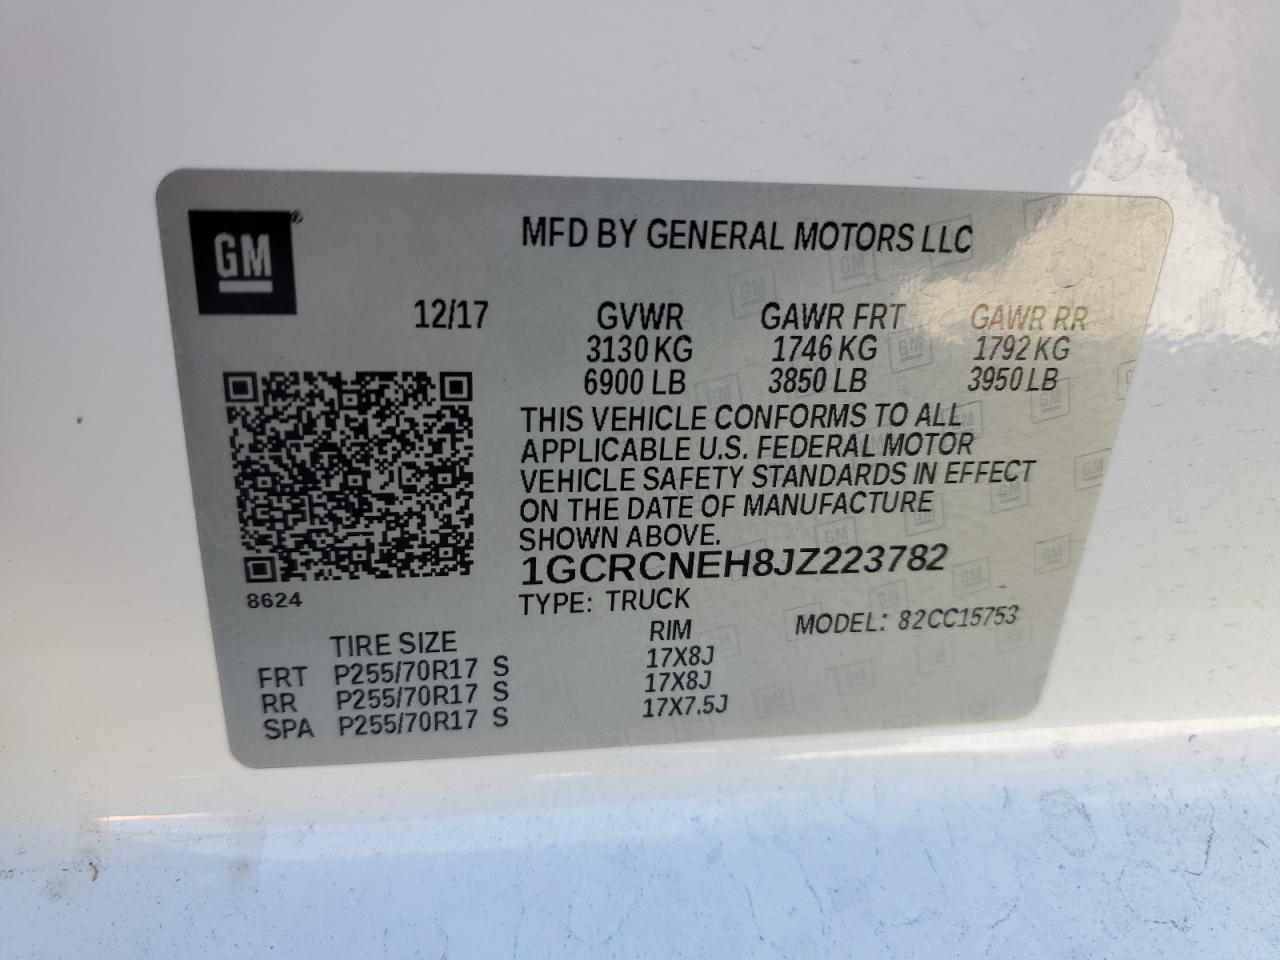 GM®
MFD BY GENERAL MOTORS LLC
12/17 GVWR GAWR FRT GAWR RR
3130 KG 1746 KG 1792 KG
6900 LB 3850 LB 3950 LB
THIS VEHICLE CONFORMS TO ALL
APPLICABLE U.S. FEDERAL MOTOR
VEHICLE SAFETY STANDARDS IN EFFECT
ON THE DATE OF MANUFACTURE
SHOWN ABOVE.
1GCRCNEH8JZ223782
8624
TYPE: TRUCK MODEL: 82CC15753
TIRE SIZE RIM
FRT P255/70R17 S 17X8J
RR P255/70R17 S 17X8J
SPA P255/70R17 S 17X7.5J